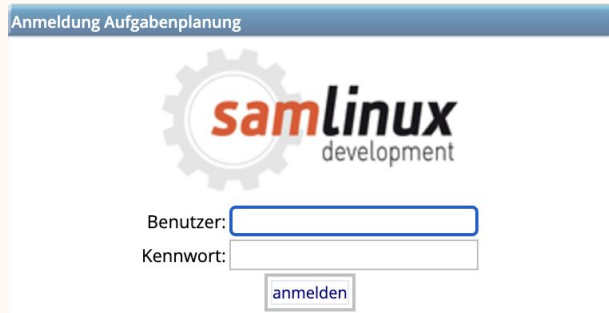 Anmeldung Aufgabenplanung
samlinux
development
Benutzer:
Kennwort:
anmelden